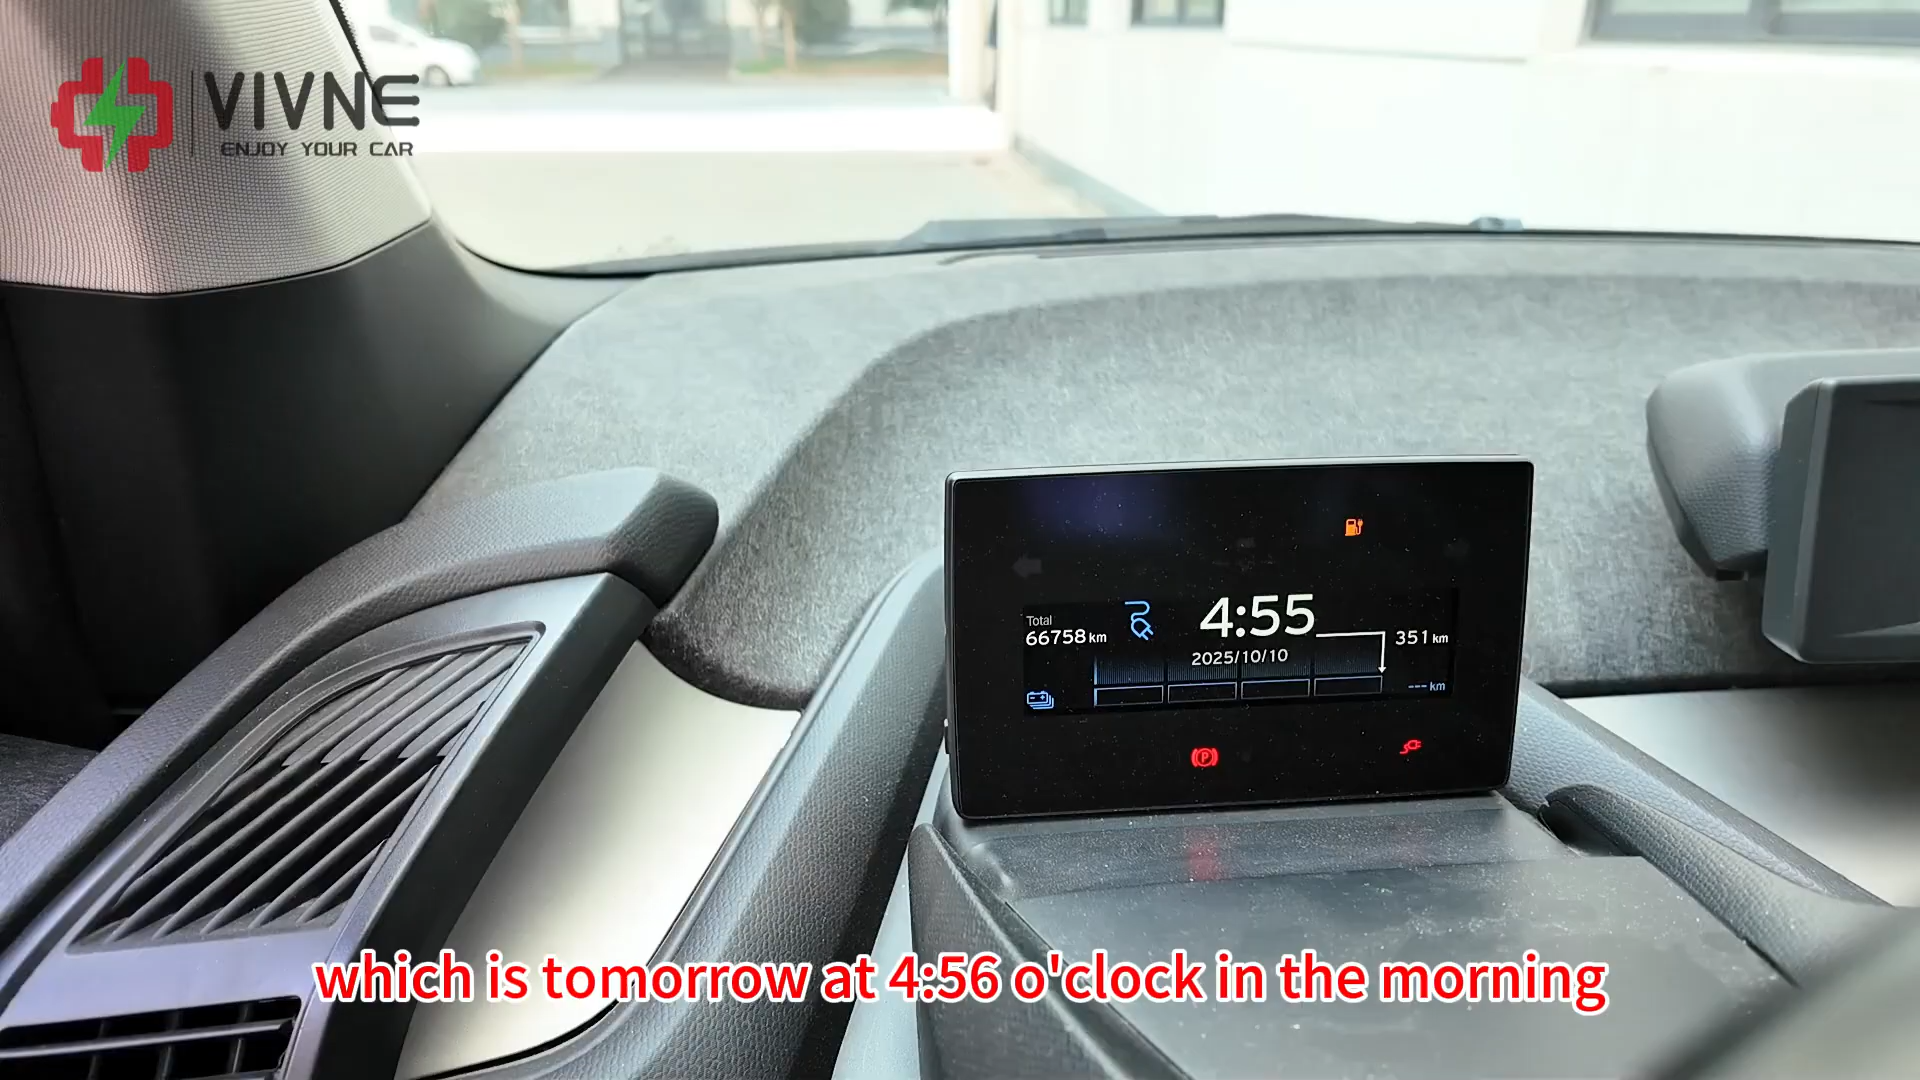 VIVNE
ENJOY YOUR CAR
4:55
Total
66758 km
351 km
2025/10/10
--- km
P
which is tomorrow at 4:56 o'clock in the morning